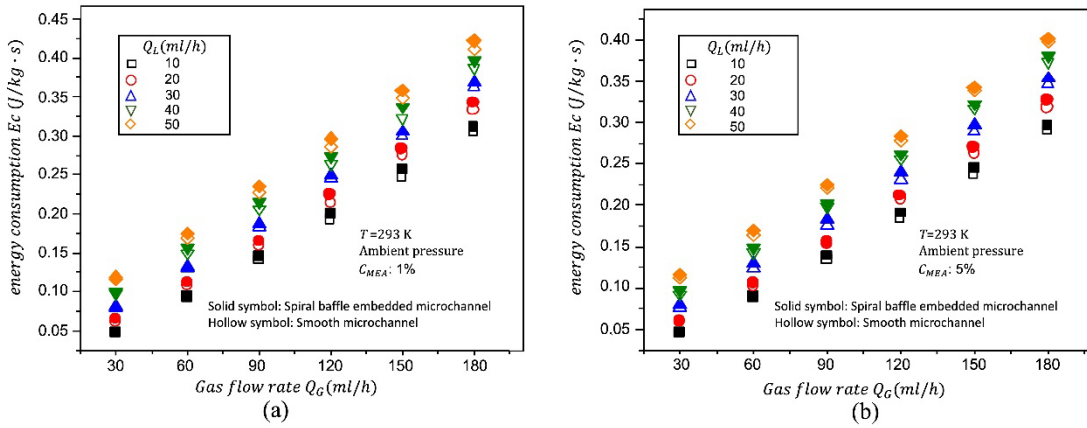 energy consumption Ec (J/kg · s)
0.45
0.40
0.35
0.30
0.25
0.20
0.15
0.10
0.05
Q_L(ml/h)
10
20
30
40
50
T=293 K
Ambient pressure
C_MEA: 1%
Solid symbol: Spiral baffle embedded microchannel
Hollow symbol: Smooth microchannel
30 60 90 120 150 180
Gas flow rate Q_G(ml/h)
(a)
energy consumption Ec (J/kg · s)
0.40
0.35
0.30
0.25
0.20
0.15
0.10
0.05
Q_L(ml/h)
10
20
30
40
50
T=293 K
Ambient pressure
C_MEA: 5%
Solid symbol: Spiral baffle embedded microchannel
Hollow symbol: Smooth microchannel
30 60 90 120 150 180
Gas flow rate Q_G(ml/h)
(b)